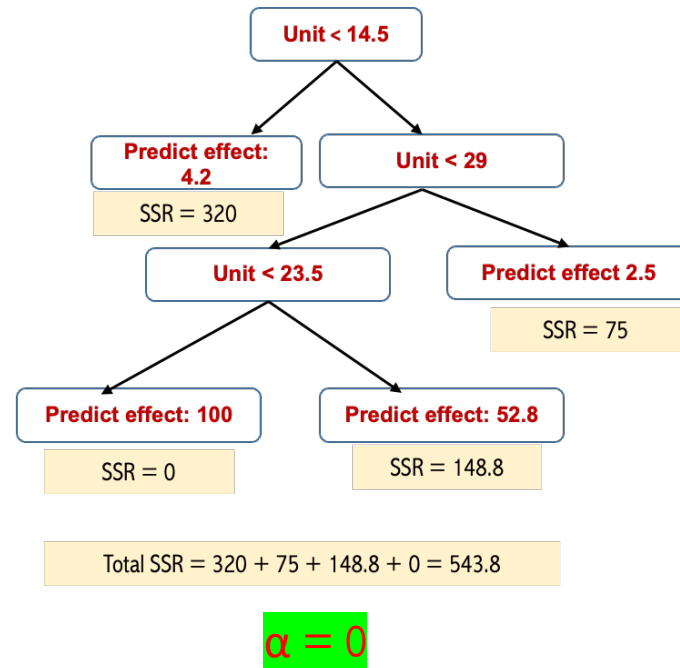 Unit < 14.5
Predict effect:
4.2
Unit < 29
SSR = 320
Unit < 23.5
Predict effect 2.5
SSR = 75
Predict effect: 100
Predict effect: 52.8
SSR = 0
SSR = 148.8
Total SSR = 320 + 75 + 148.8 + 0 = 543.8
α = 0